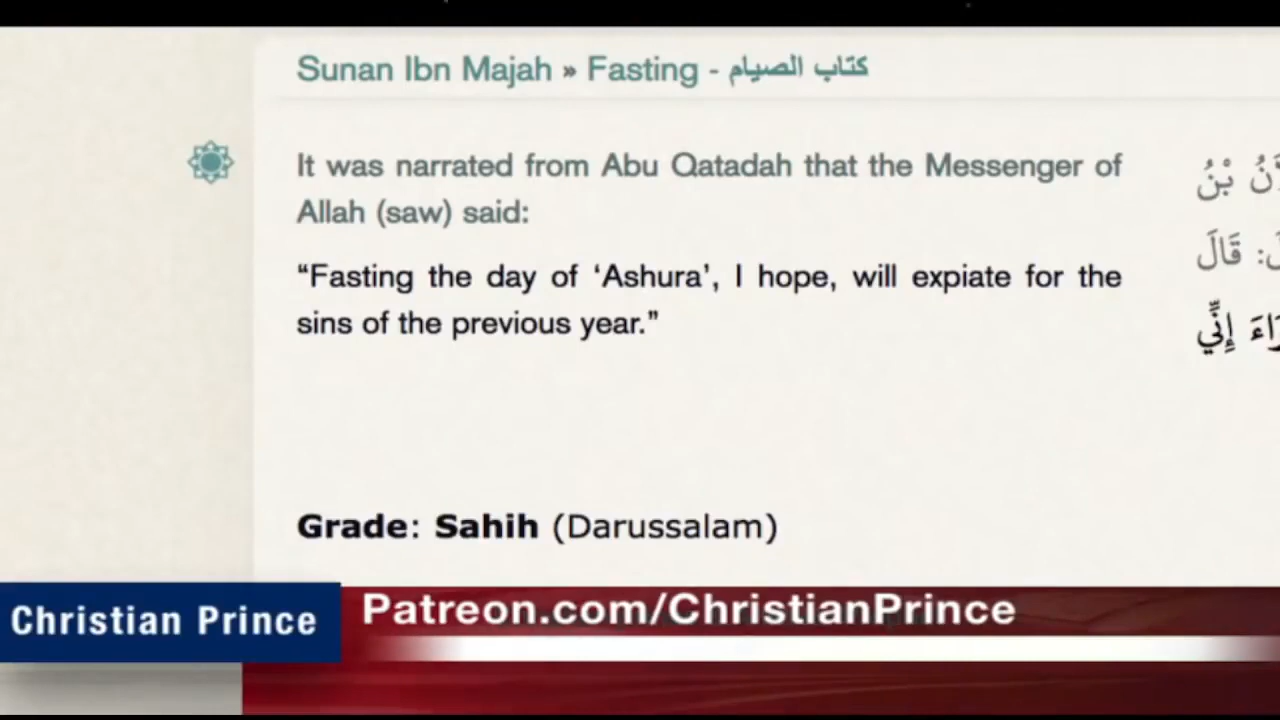 Sunan Ibn Majah » Fasting - كتاب الصيام
It was narrated from Abu Qatadah that the Messenger of
Allah (saw) said:
“Fasting the day of ‘Ashura’, I hope, will expiate for the
sins of the previous year.”
بْنُ
قَالَ
إِنِّي
Grade: Sahih (Darussalam)
Christian Prince
Patreon.com/ChristianPrince